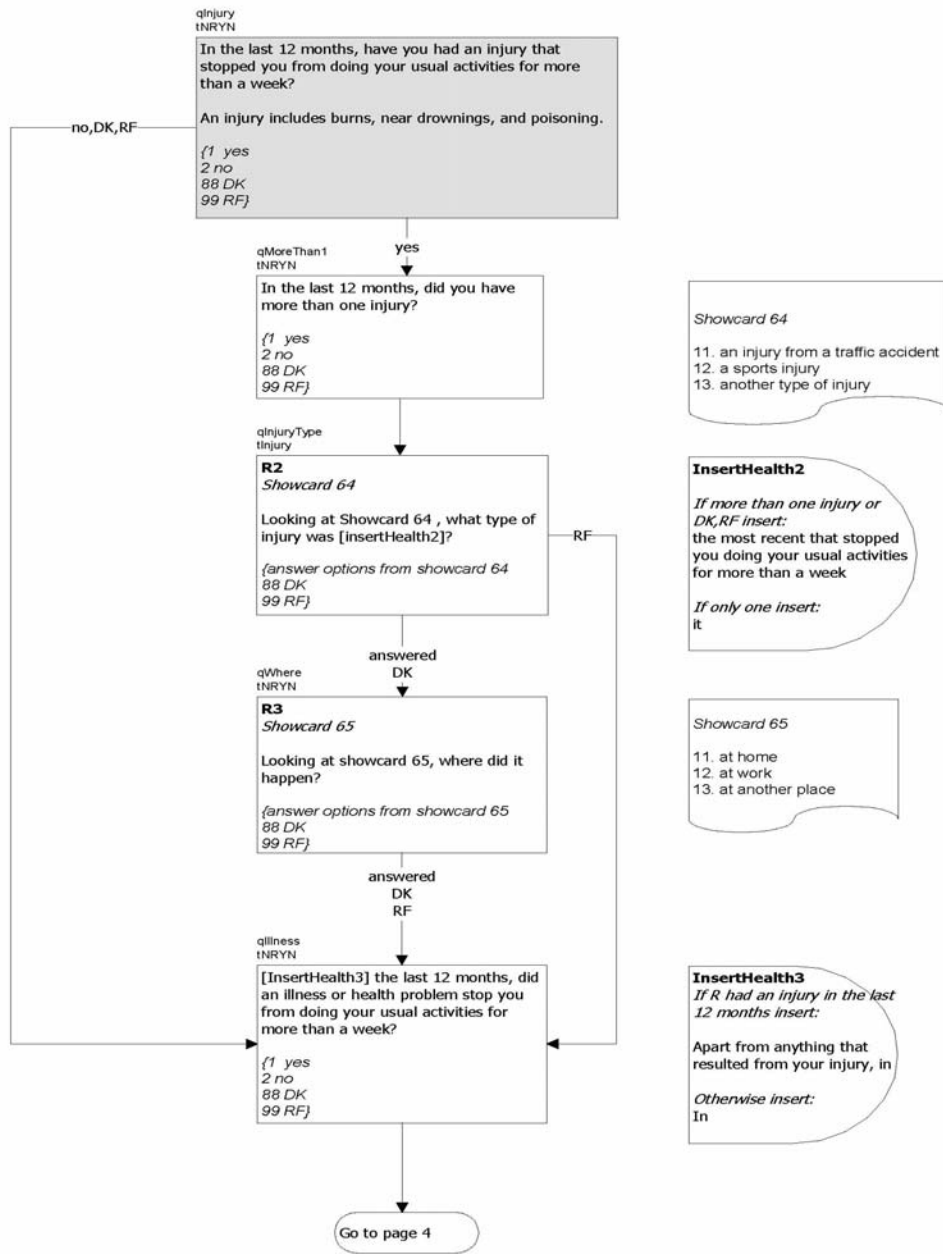 qInjury
tNRYN
In the last 12 months, have you had an injury that
stopped you from doing your usual activities for more
than a week?
An injury includes burns, near drownings, and poisoning.
{1 yes
2 no
88 DK
99 RF}
no,DK,RF
yes
qMoreThan1
tNRYN
In the last 12 months, did you have
more than one injury?
{1 yes
2 no
88 DK
99 RF}
Showcard 64
11. an injury from a traffic accident
12. a sports injury
13. another type of injury
qInjuryType
tInjury
R2
Showcard 64
Looking at Showcard 64 , what type of
injury was [insertHealth2]?
{answer options from showcard 64
88 DK
99 RF}
RF
InsertHealth2
If more than one injury or
DK,RF insert:
the most recent that stopped
you doing your usual activities
for more than a week
If only one insert:
it
answered
DK
qWhere
tNRYN
R3
Showcard 65
Looking at showcard 65, where did it
happen?
{answer options from showcard 65
88 DK
99 RF}
Showcard 65
11. at home
12. at work
13. at another place
answered
DK
RF
qIllness
tNRYN
[InsertHealth3] the last 12 months, did
an illness or health problem stop you
from doing your usual activities for
more than a week?
{1 yes
2 no
88 DK
99 RF}
InsertHealth3
If R had an injury in the last
12 months insert:
Apart from anything that
resulted from your injury, in
Otherwise insert:
In
Go to page 4